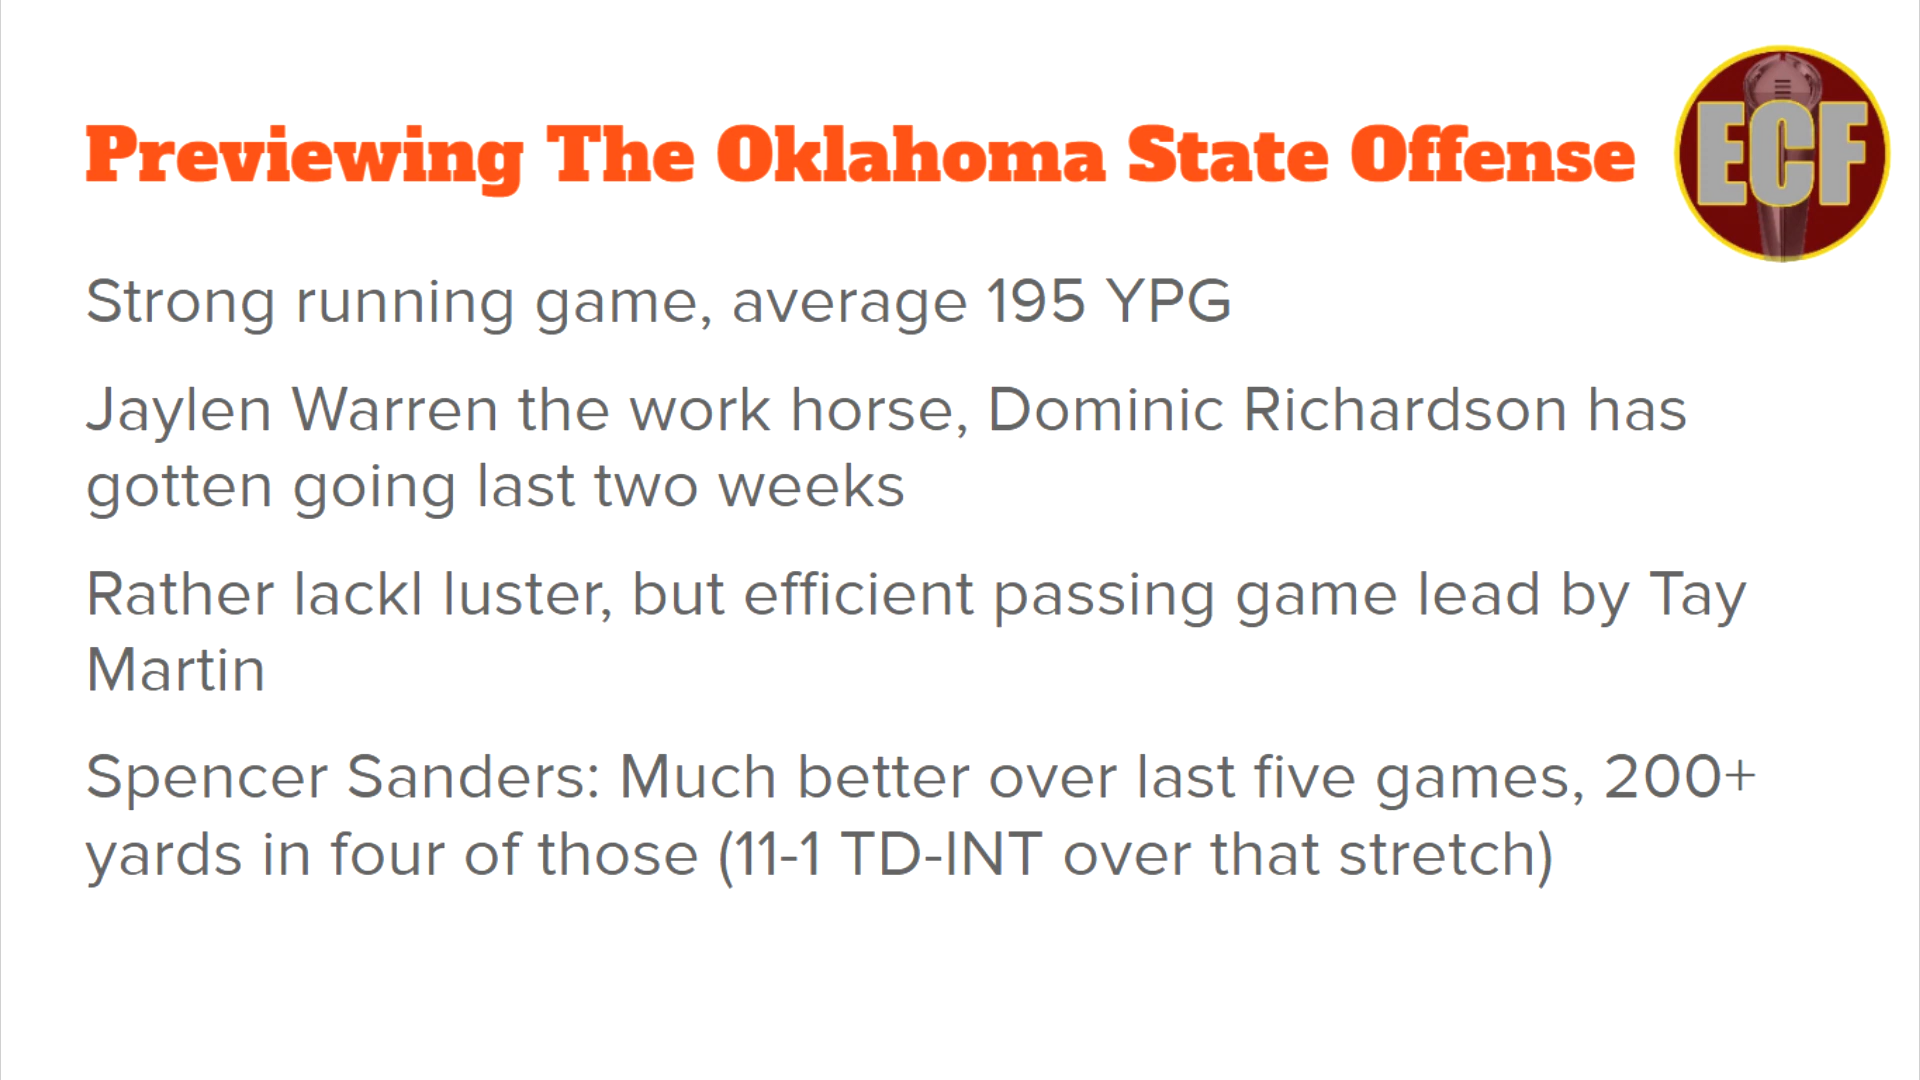 Previewing The Oklahoma State Offense
ECF
Strong running game, average 195 YPG
Jaylen Warren the work horse, Dominic Richardson has
gotten going last two weeks
Rather lackl luster, but efficient passing game lead by Tay
Martin
Spencer Sanders: Much better over last five games, 200+
yards in four of those (11-1 TD-INT over that stretch)